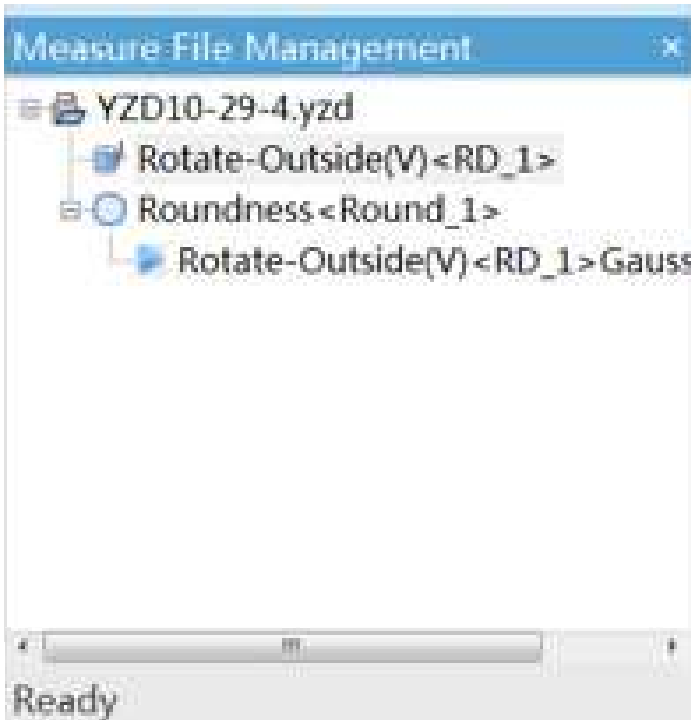 Measure File Management
YZD10-29-4.yzd
Rotate-Outside(V)<RD_1>
Roundness<Round_1>
Rotate-Outside(V)<RD_1>Gauss
Ready